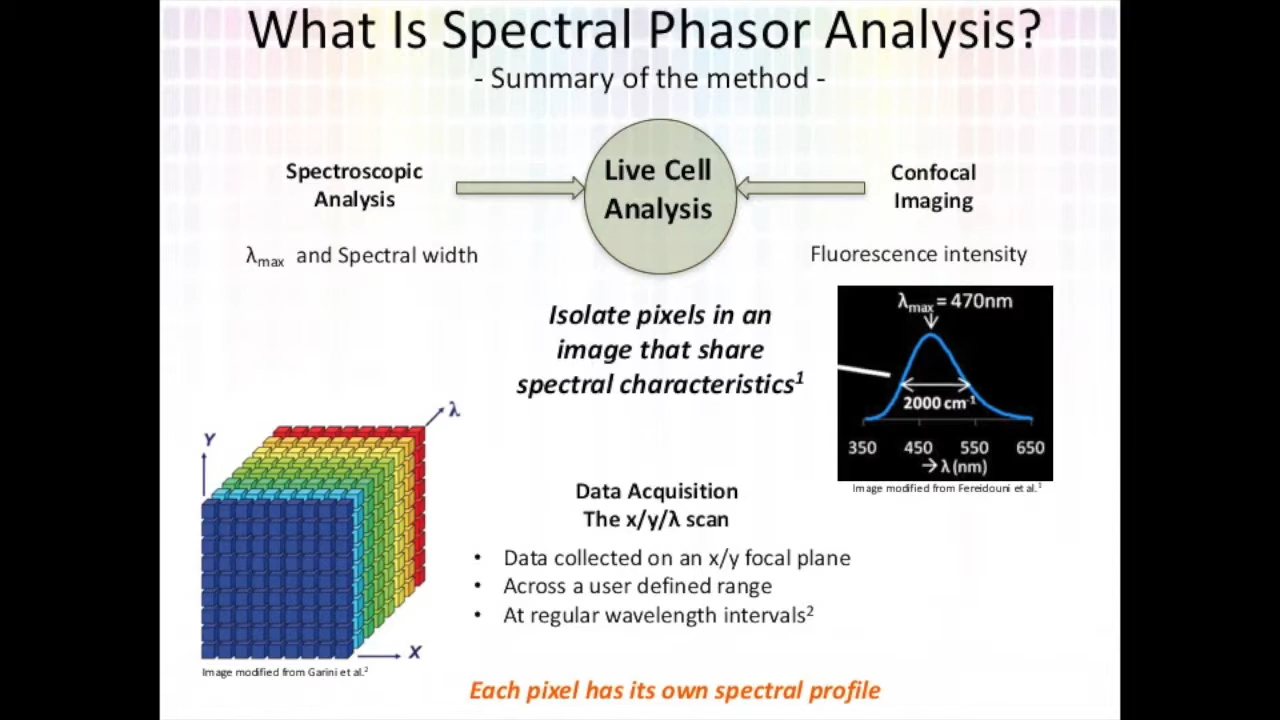 What Is Spectral Phasor Analysis?
- Summary of the method -
Spectroscopic
Analysis
Live Cell
Analysis
Confocal
Imaging
λmax and Spectral width
Fluorescence intensity
Isolate pixels in an
image that share
spectral characteristics¹
λmax = 470nm
2000 cm⁻¹
350 450 550 650
→ λ (nm)
Image modified from Fereidouni et al.¹
λ
Y
X
Image modified from Garini et al.²
Data Acquisition
The x/y/λ scan
• Data collected on an x/y focal plane
• Across a user defined range
• At regular wavelength intervals²
Each pixel has its own spectral profile